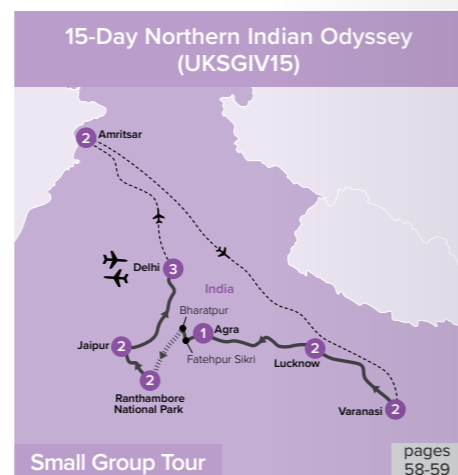 15-Day Northern Indian Odyssey
(UKSGIV15)
2 Amritsar
Delhi 3
India
Bharatpur
1 Agra
Jaipur 2
Fatehpur Sikri
2
Lucknow
2
Ranthambore
National Park
Varanasi 2
Small Group Tour
pages
58-59